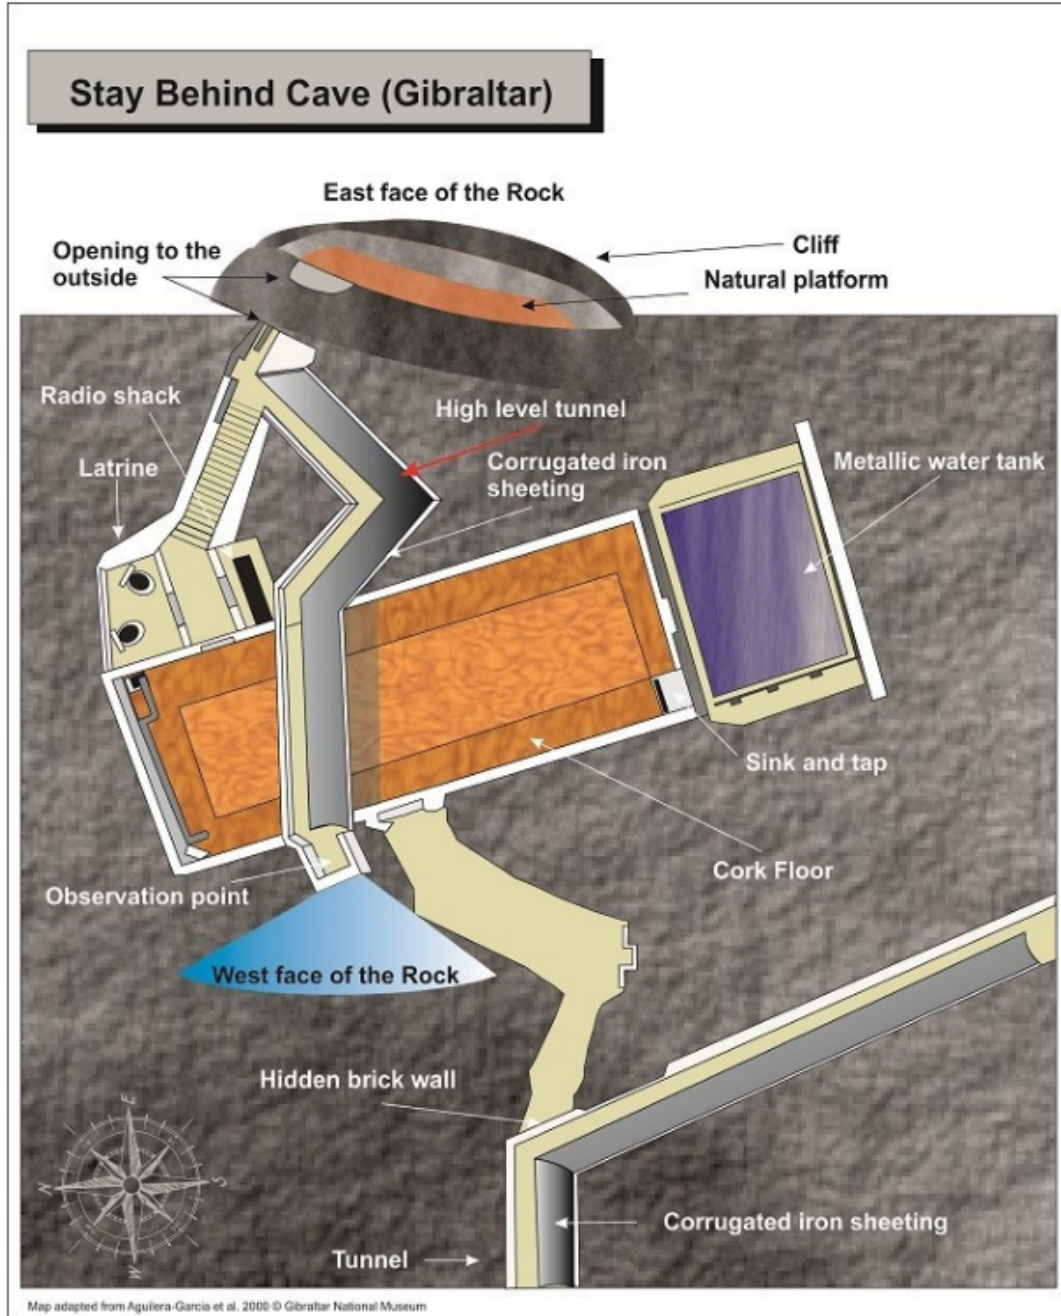 Stay Behind Cave (Gibraltar)
East face of the Rock
Opening to the
outside
Cliff
Natural platform
Radio shack
High level tunnel
Latrine
Corrugated iron
sheeting
Metallic water tank
Sink and tap
Cork Floor
Observation point
West face of the Rock
Hidden brick wall
E
N
S
W
Corrugated iron sheeting
Tunnel
Map adapted from Aguilera-Garcia et al. 2000 © Gibraltar National Museum